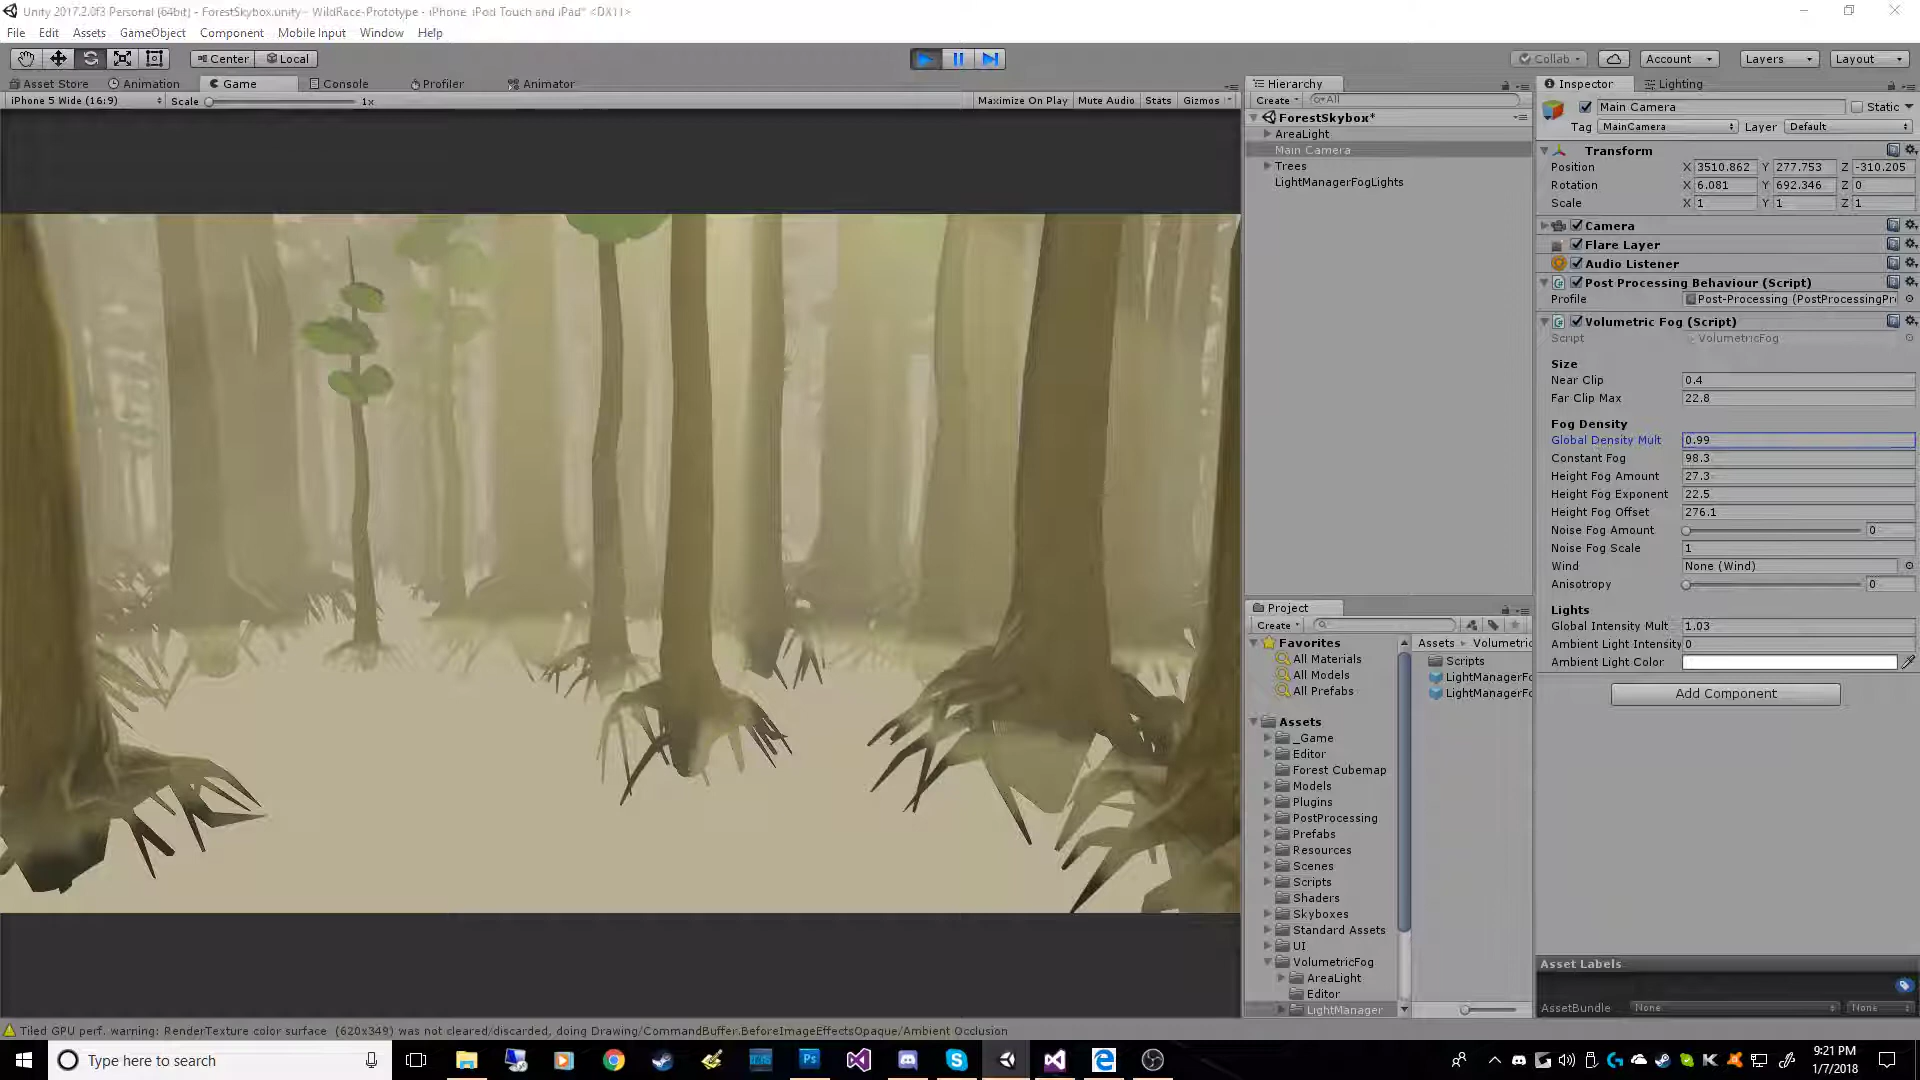 Unity 2017.2.0f3 Personal (64bit) - ForestSkybox.unity - WildRace-Prototype - iPhone, iPod Touch and iPad* <DX11>
File Edit Assets GameObject Component Mobile Input Window Help
Center Local Collab Account Layers Layout
Asset Store Animation Game Console Profiler Animator
iPhone 5 Wide (16:9) Scale 1x Maximize On Play Mute Audio Stats Gizmos
Hierarchy
Create All
ForestSkybox*
AreaLight
Main Camera
Trees
LightManagerFogLights
Project
Create
Favorites
All Materials
All Models
All Prefabs
Assets
_Game
Editor
Forest Cubemap
Models
Plugins
PostProcessing
Prefabs
Resources
Scenes
Scripts
Shaders
Skyboxes
Standard Assets
UI
VolumetricFog
AreaLight
Editor
LightManager
Assets Volumetric
Scripts
LightManagerFo
LightManagerFo
Inspector Lighting
Main Camera Static
Tag MainCamera Layer Default
Transform
Position X 3510.862 Y 277.753 Z -310.205
Rotation X 6.081 Y 692.346 Z 0
Scale X 1 Y 1 Z 1
Camera
Flare Layer
Audio Listener
Post Processing Behaviour (Script)
Profile Post-Processing (PostProcessingPr
Volumetric Fog (Script)
Script VolumetricFog
Size
Near Clip 0.4
Far Clip Max 22.8
Fog Density
Global Density Mult 0.99
Constant Fog 98.3
Height Fog Amount 27.3
Height Fog Exponent 22.5
Height Fog Offset 276.1
Noise Fog Amount 0
Noise Fog Scale 1
Wind None (Wind)
Anisotropy 0
Lights
Global Intensity Mult 1.03
Ambient Light Intensity 0
Ambient Light Color
Add Component
Asset Labels
AssetBundle None None
Tiled GPU perf. warning: RenderTexture color surface (620x349) was not cleared/discarded, doing Drawing/CommandBuffer.BeforeImageEffectsOpaque/Ambient Occlusion
Type here to search
Ps
9:21 PM
1/7/2018